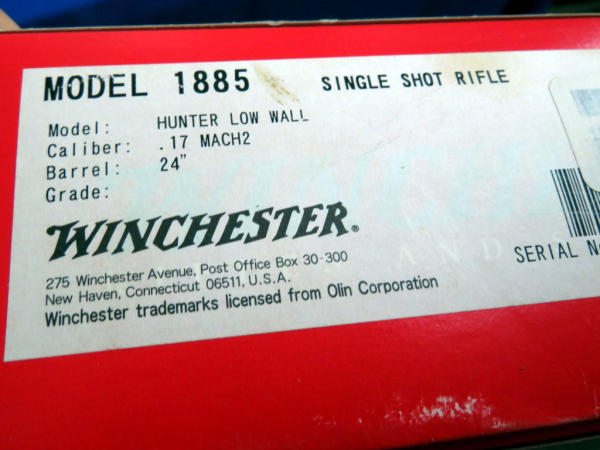 MODEL 1885 SINGLE SHOT RIFLE
Model: HUNTER LOW WALL
Caliber: .17 MACH2
Barrel: 24"
Grade:
WINCHESTER®
275 Winchester Avenue, Post Office Box 30-300
New Haven, Connecticut 06511, U.S.A.
Winchester trademarks licensed from Olin Corporation
SERIAL